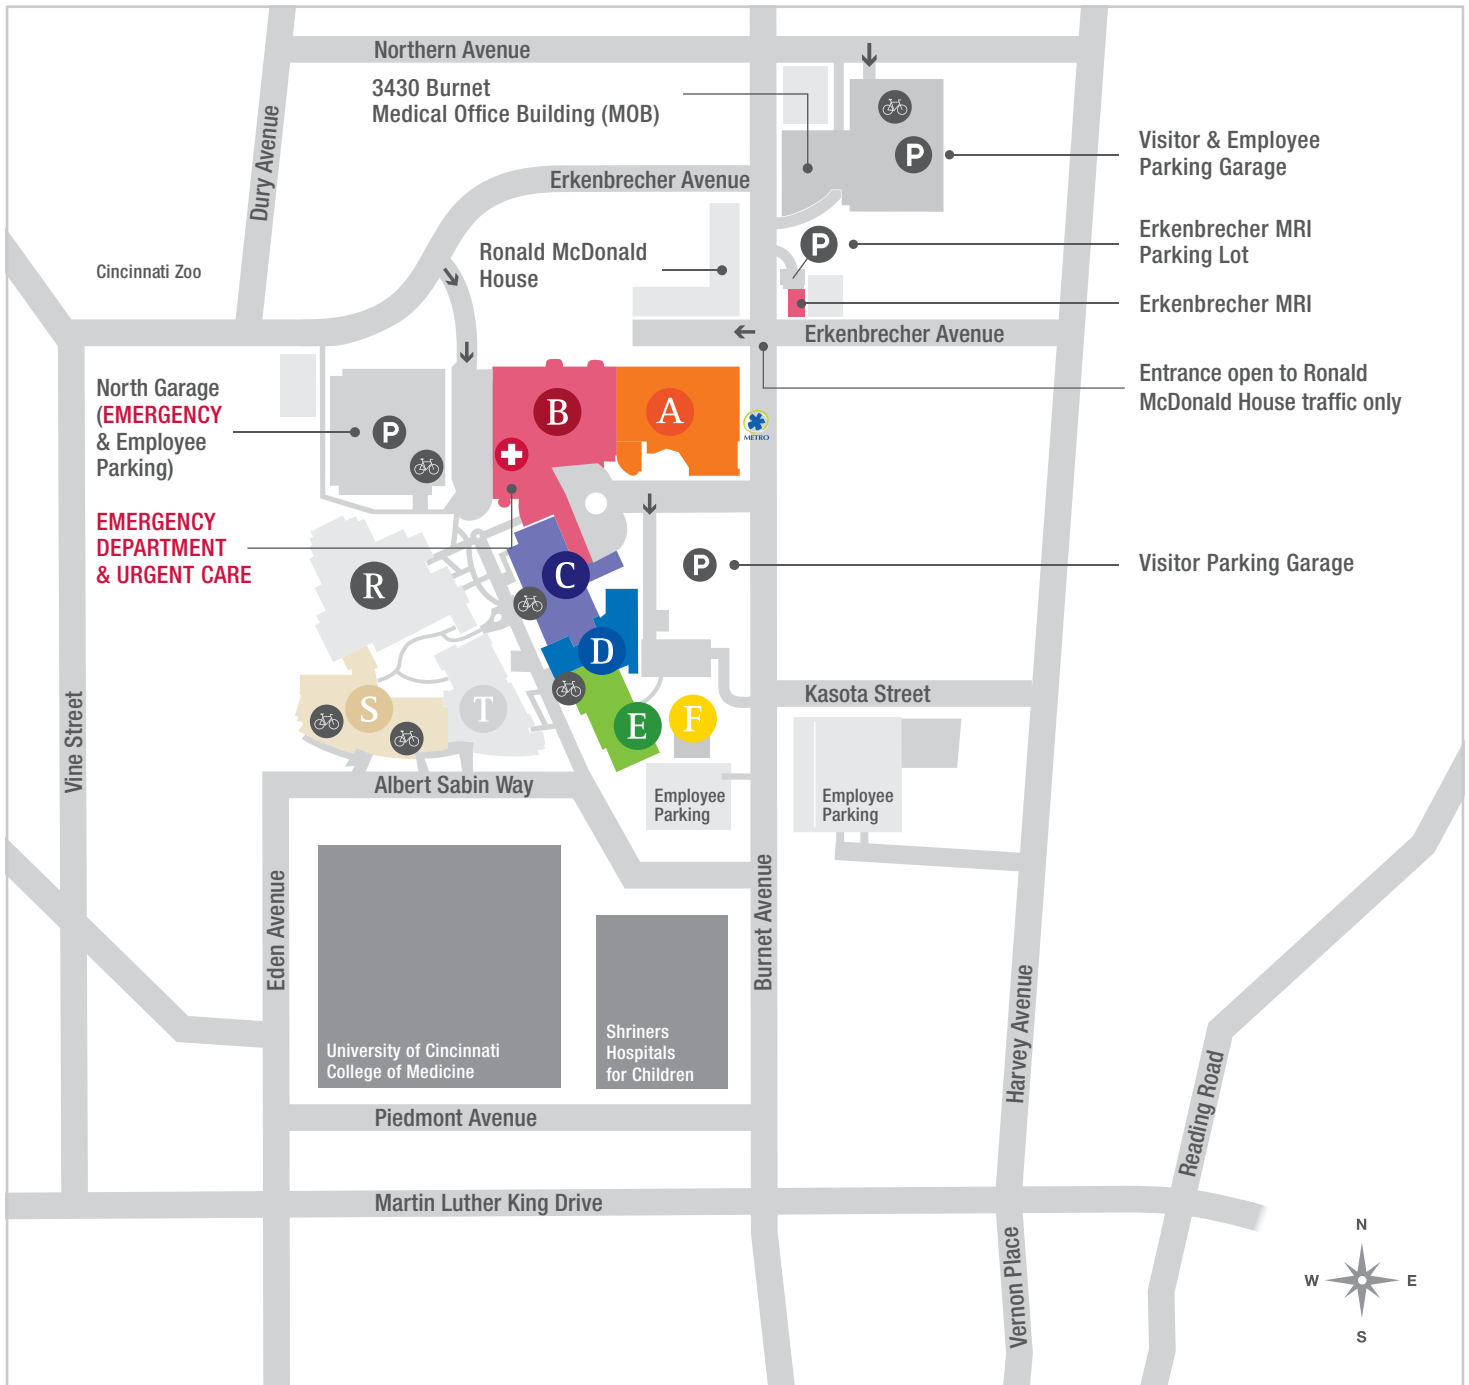 Northern Avenue
3430 Burnet
Medical Office Building (MOB)
Dury Avenue
Visitor & Employee
Parking Garage
P
Erkenbrecher Avenue
Erkenbrecher MRI
Parking Lot
P
Ronald McDonald
House
Cincinnati Zoo
Erkenbrecher MRI
Erkenbrecher Avenue
Entrance open to Ronald
McDonald House traffic only
North Garage
(EMERGENCY
& Employee
Parking)
P
B
A
METRO
EMERGENCY
DEPARTMENT
& URGENT CARE
P
Visitor Parking Garage
R
C
D
S
T
E
F
Kasota Street
Vine Street
Albert Sabin Way
Employee
Parking
Employee
Parking
Eden Avenue
Burnet Avenue
University of Cincinnati
College of Medicine
Shriners
Hospitals
for Children
Harvey Avenue
Reading Road
Piedmont Avenue
Martin Luther King Drive
Vernon Place
N
W
E
S